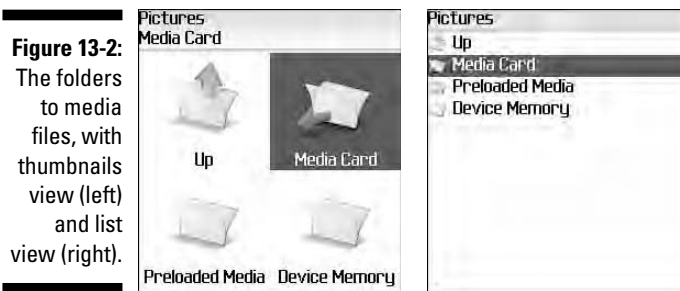 Figure 13-2:
The folders
to media
files, with
thumbnails
view (left)
and list
view (right).
Pictures
Media Card
Up
Media Card
Preloaded Media
Device Memory
Pictures
Up
Media Card
Preloaded Media
Device Memory